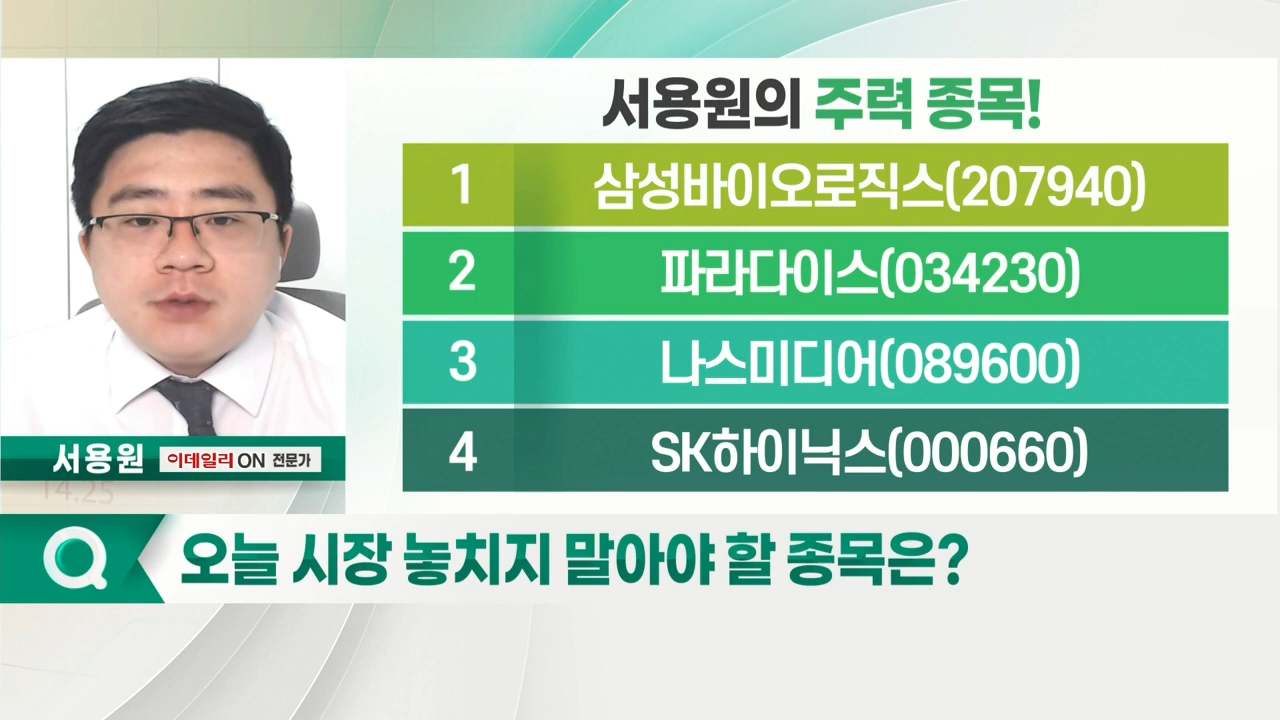 서용원의 주력 종목!
1 삼성바이오로직스(207940)
2 파라다이스(034230)
3 나스미디어(089600)
4 SK하이닉스(000660)
서용원 이데일리ON 전문가
14.25
Q 오늘 시장 놓치지 말아야 할 종목은?